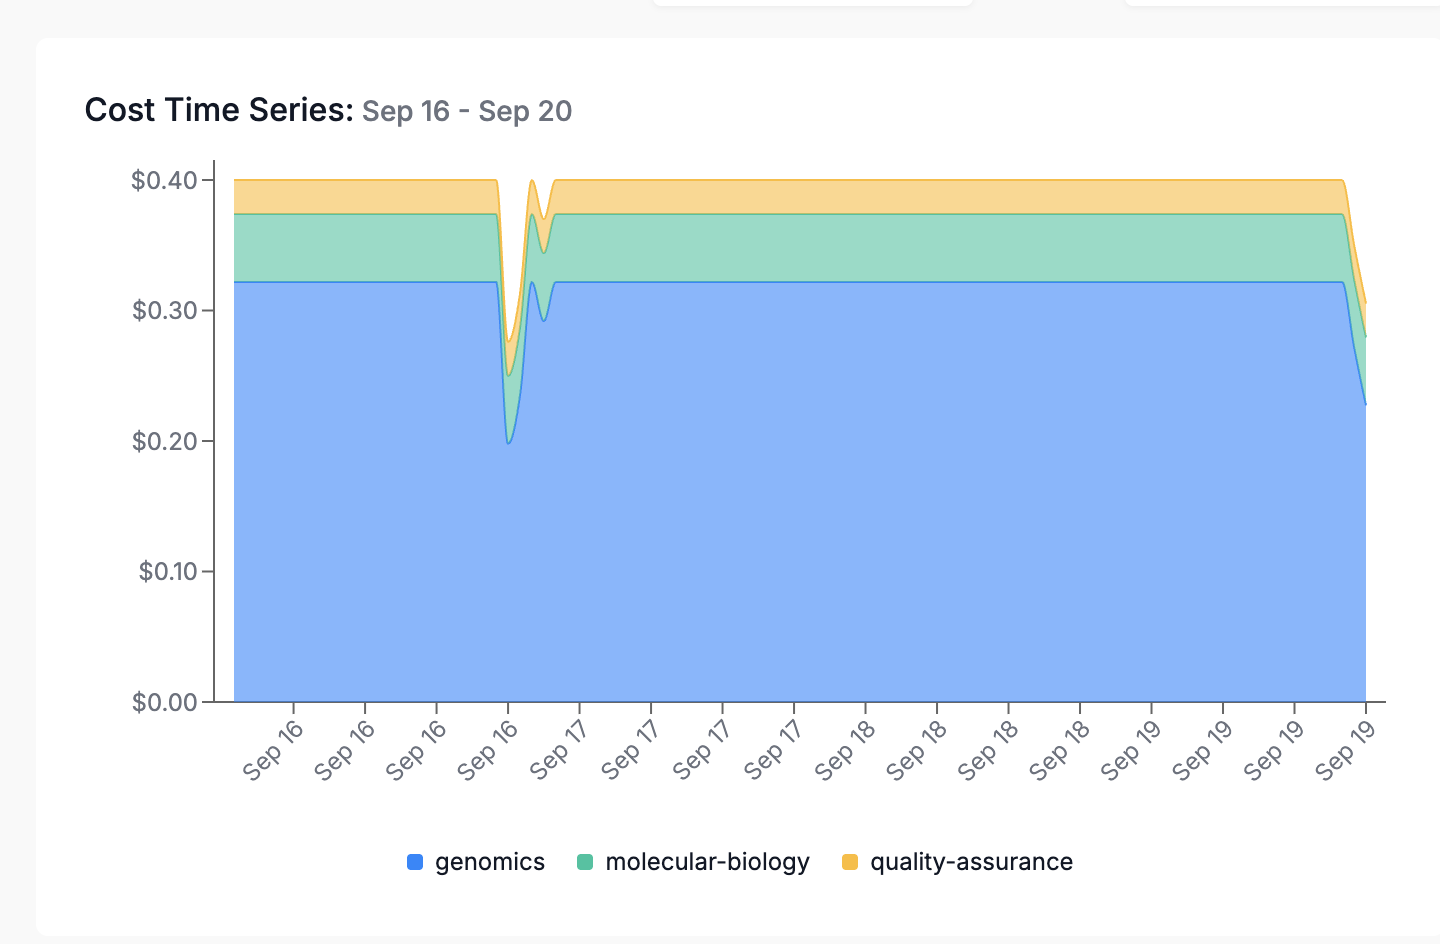 Cost Time Series: Sep 16 - Sep 20
$0.40
$0.30
$0.20
$0.10
$0.00
Sep 16 Sep 16 Sep 16 Sep 16 Sep 17 Sep 17 Sep 17 Sep 17 Sep 18 Sep 18 Sep 18 Sep 18 Sep 19 Sep 19 Sep 19 Sep 19
genomics molecular-biology quality-assurance